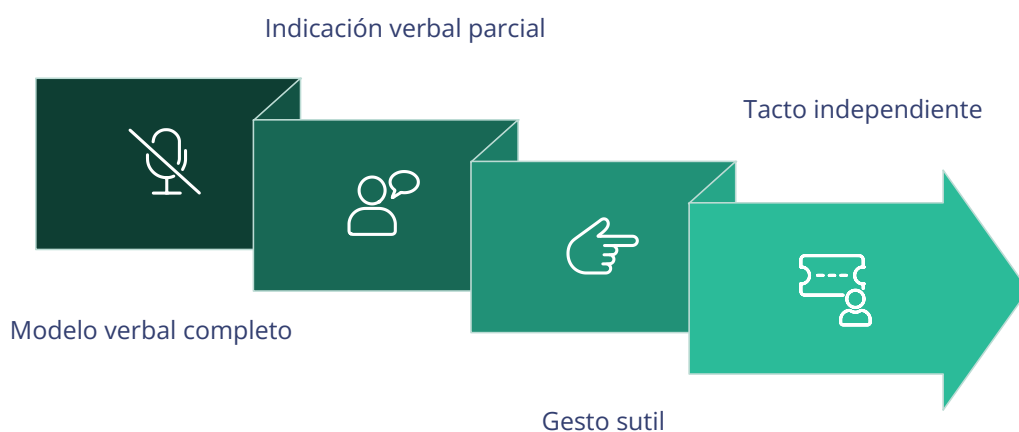 Indicación verbal parcial
Tacto independiente
Modelo verbal completo
Gesto sutil